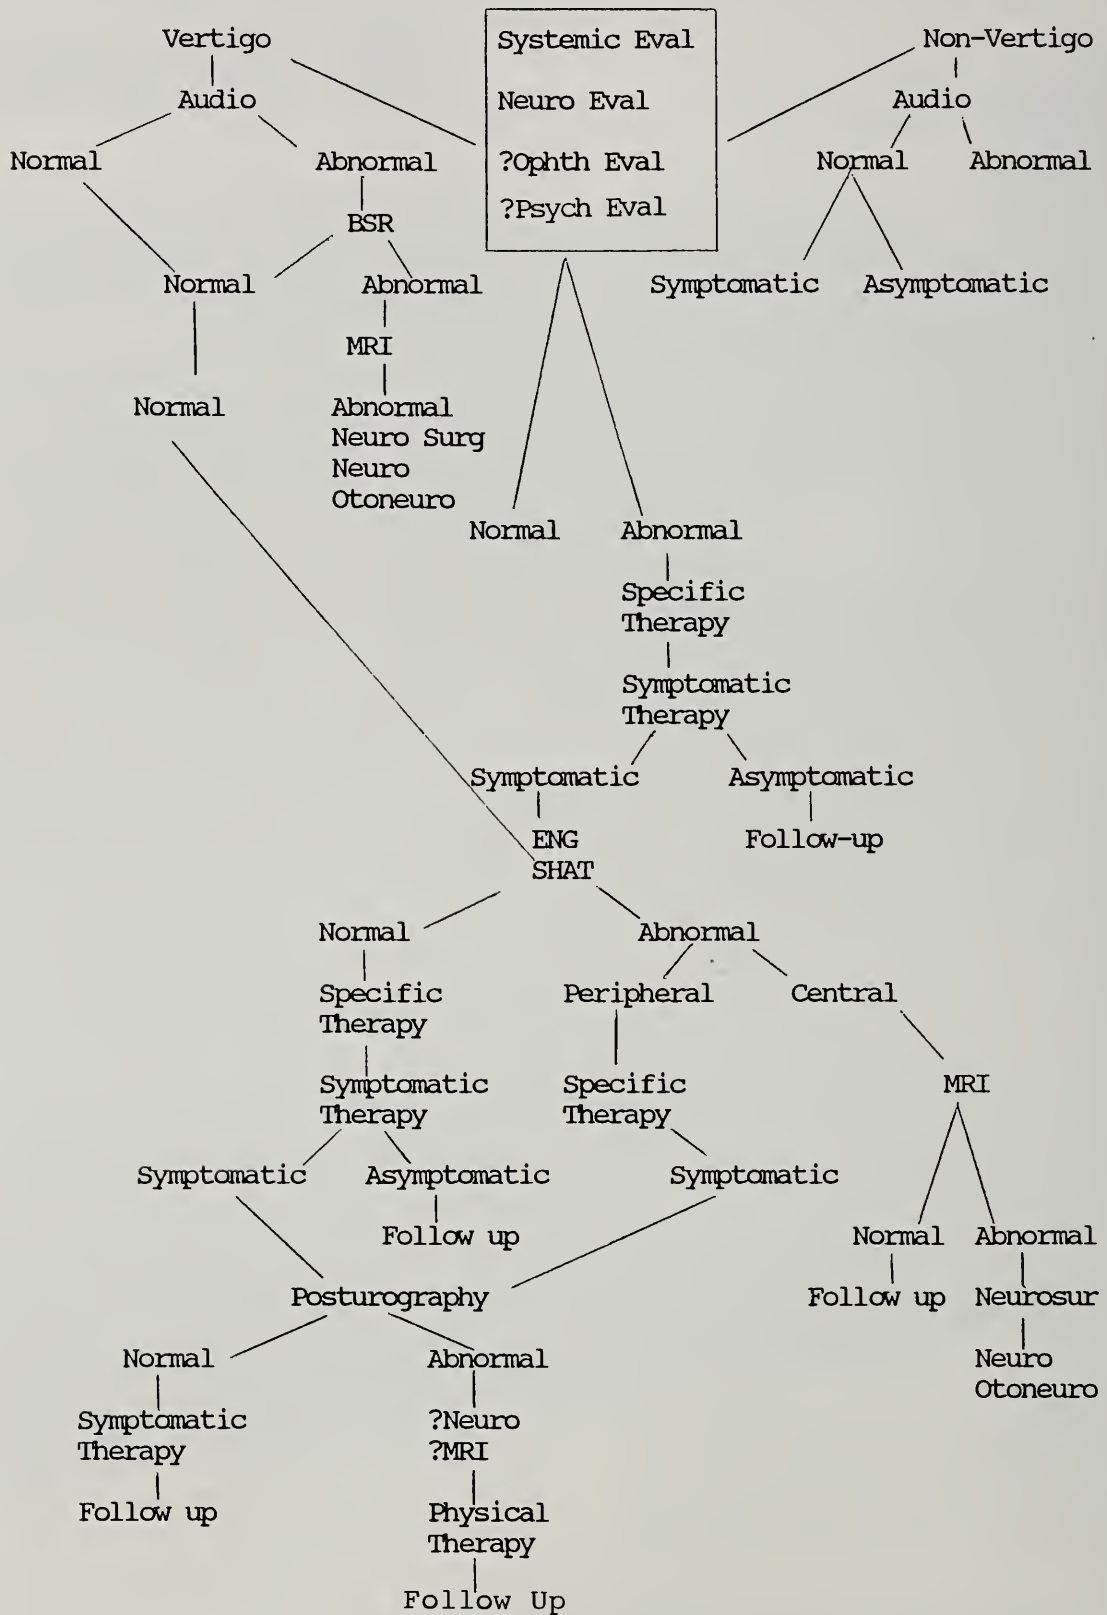 Vertigo
Systemic Eval
Non-Vertigo
Audio
Neuro Eval
Audio
Normal
Abnormal
?Ophth Eval
Normal
Abnormal
?Psych Eval
BSR
Normal
Abnormal
Symptomatic
Asymptomatic
MRI
Normal
Abnormal
Neuro Surg
Neuro
Otoneuro
Normal
Abnormal
Specific
Therapy
Symptomatic
Therapy
Symptomatic
Asymptomatic
ENG
SHAT
Follow-up
Normal
Abnormal
Specific
Therapy
Peripheral
Central
Symptomatic
Therapy
Specific
Therapy
MRI
Symptomatic
Asymptomatic
Symptomatic
Follow up
Normal
Abnormal
Posturography
Follow up
Neurosur
Normal
Abnormal
Neuro
Otoneuro
Symptomatic
Therapy
?Neuro
?MRI
Follow up
Physical
Therapy
Follow Up